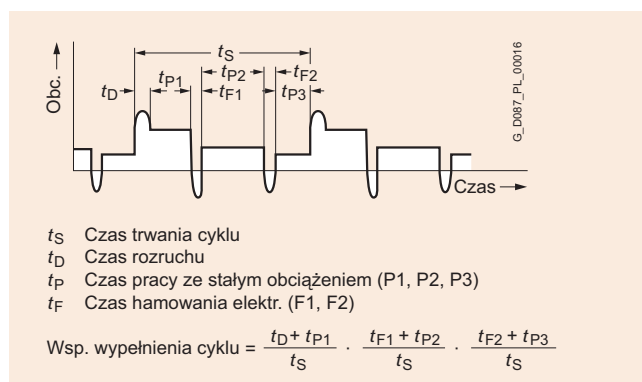 tS
tP1 tP2 tF2
tD tF1 tP3
Obc.
Czas
G_D087_PL_00016
tS Czas trwania cyklu
tD Czas rozruchu
tP Czas pracy ze stałym obciążeniem (P1, P2, P3)
tF Czas hamowania elektr. (F1, F2)
Wsp. wypełnienia cyklu = tD + tP1 / tS · tF1 + tP2 / tS · tF2 + tP3 / tS